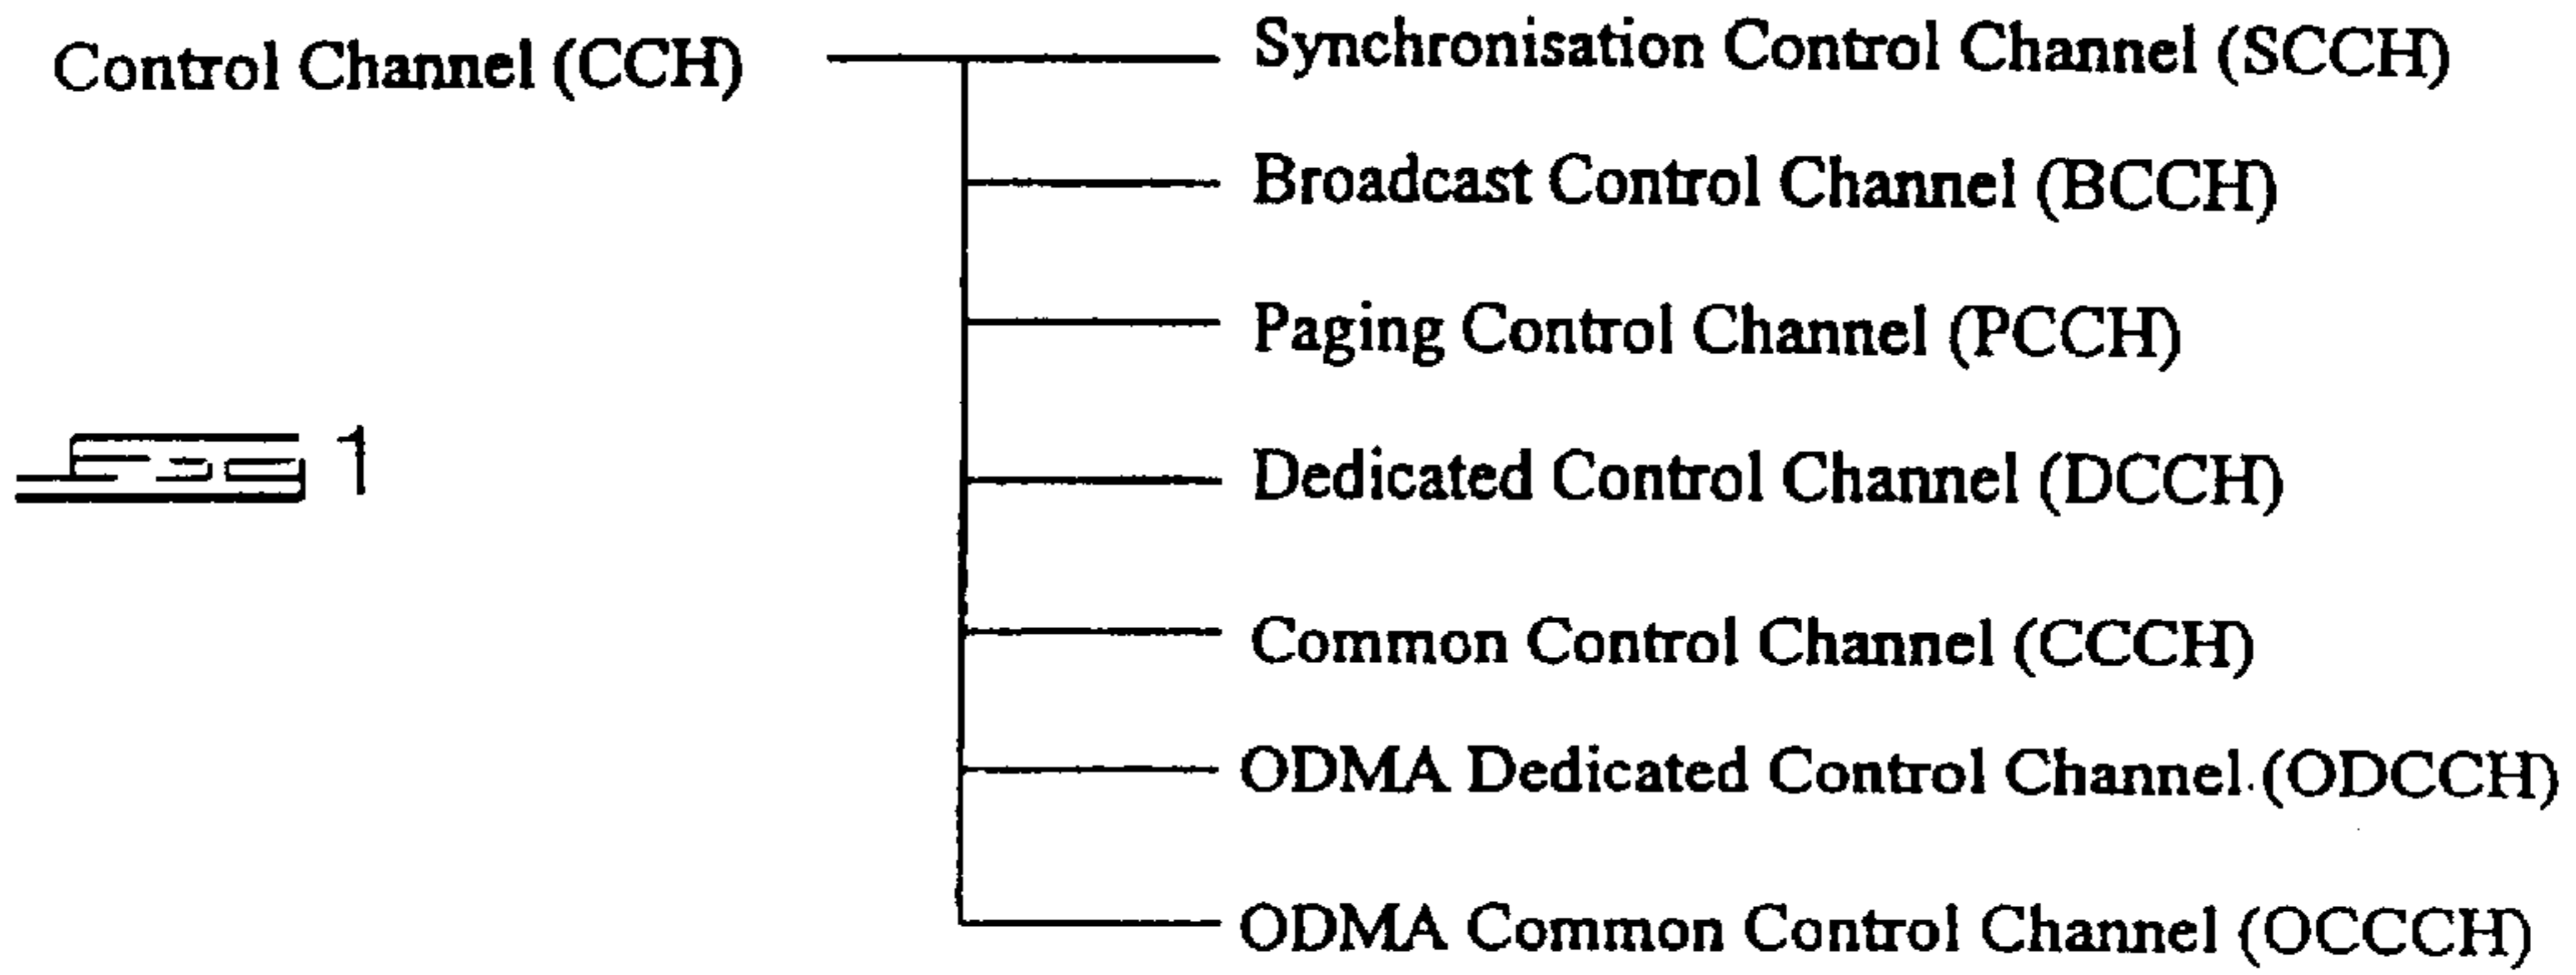 Control Channel (CCH)
Synchronisation Control Channel (SCCH)
Broadcast Control Channel (BCCH)
Paging Control Channel (PCCH)
1
Dedicated Control Channel (DCCH)
Common Control Channel (CCCH)
ODMA Dedicated Control Channel (ODCCH)
ODMA Common Control Channel (OCCCH)